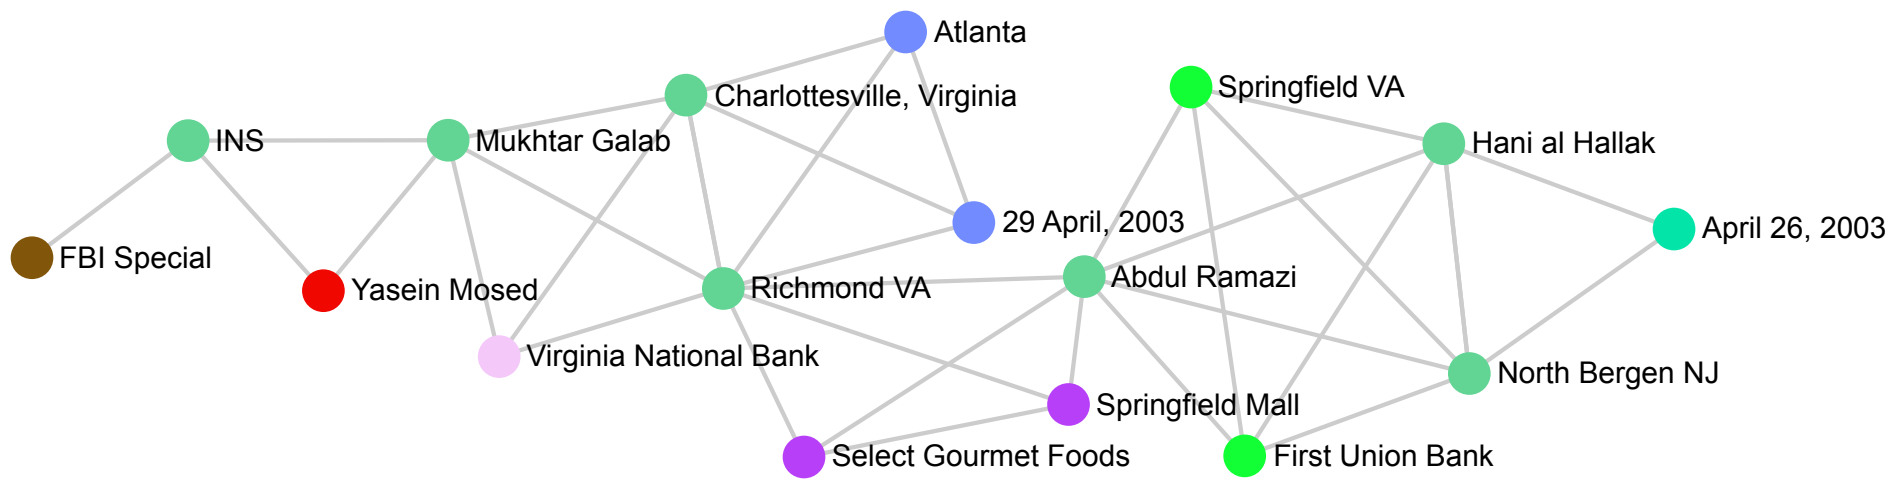 Atlanta
Springfield VA
Charlottesville, Virginia
INS
Mukhtar Galab
Hani al Hallak
29 April, 2003
April 26, 2003
FBI Special
Abdul Ramazi
Yasein Mosed
Richmond VA
Virginia National Bank
North Bergen NJ
Springfield Mall
Select Gourmet Foods
First Union Bank